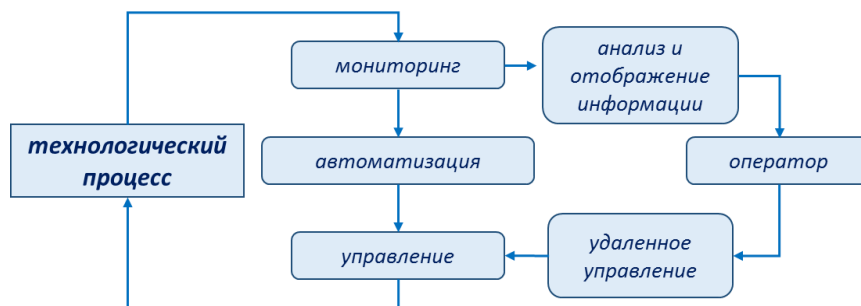 мониторинг
анализ и
отображение
информации
технологический
процесс
автоматизация
оператор
управление
удаленное
управление